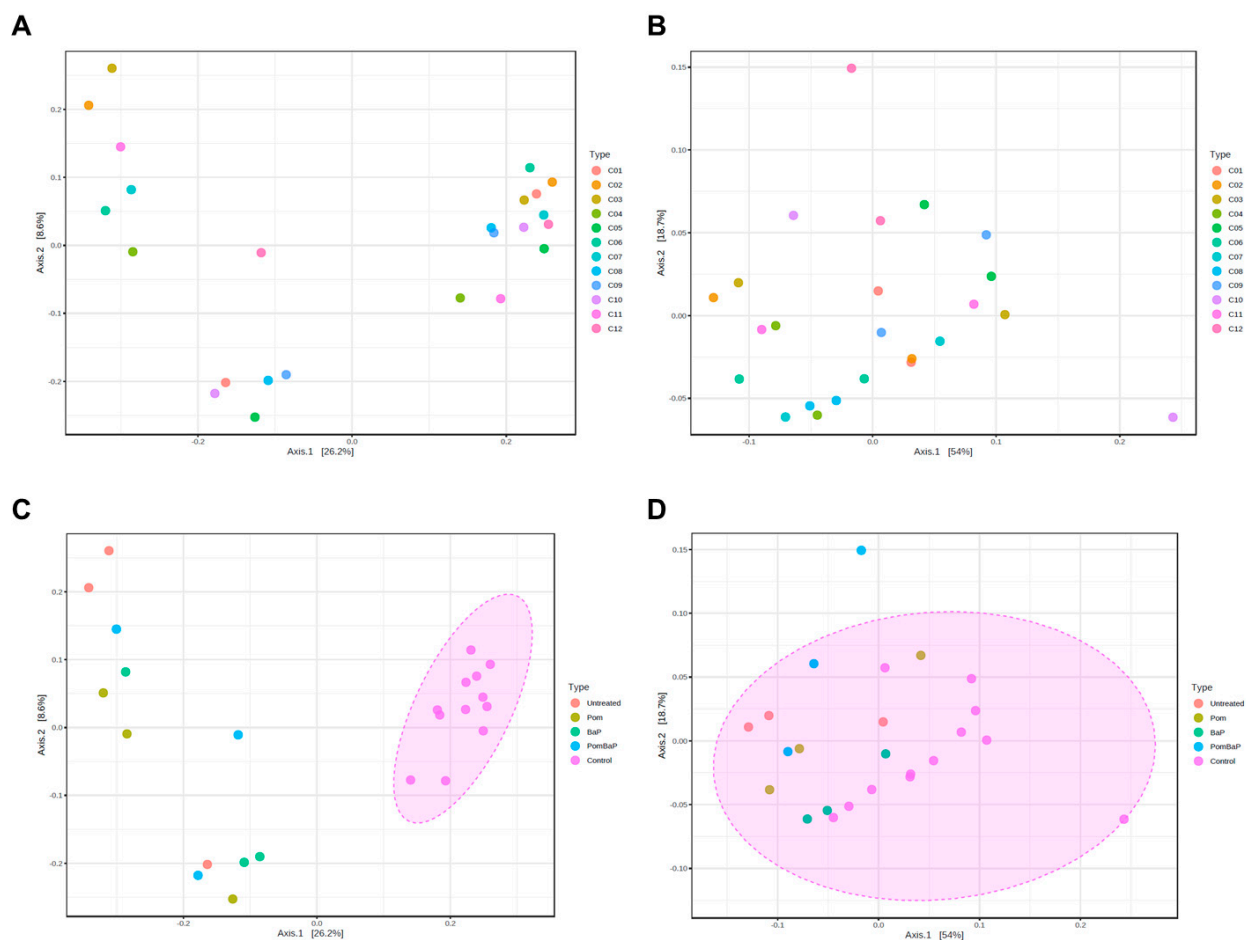 A
B
0.2
0.1
0.0
-0.1
-0.2
Axis.2 [8.6%]
-0.2
0.0
0.2
Axis.1 [26.2%]
Type
C01
C02
C03
C04
C05
C06
C07
C08
C09
C10
C11
C12
0.15
0.10
0.05
0.00
-0.05
Axis.2 [18.7%]
-0.1
0.0
0.1
0.2
Axis.1 [54%]
Type
C01
C02
C03
C04
C05
C06
C07
C08
C09
C10
C11
C12
C
D
0.2
0.1
0.0
-0.1
-0.2
Axis.2 [8.6%]
-0.2
0.0
0.2
Axis.1 [26.2%]
Type
Untreated
Pom
BaP
PomBaP
Control
0.15
0.10
0.05
0.00
-0.05
-0.10
Axis.2 [18.7%]
-0.1
0.0
0.1
0.2
Axis.1 [54%]
Type
Untreated
Pom
BaP
PomBaP
Control